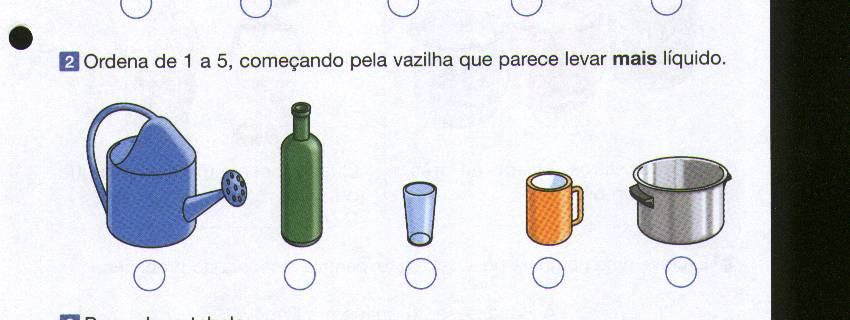 2 Ordena de 1 a 5, começando pela vazilha que parece levar mais líquido.